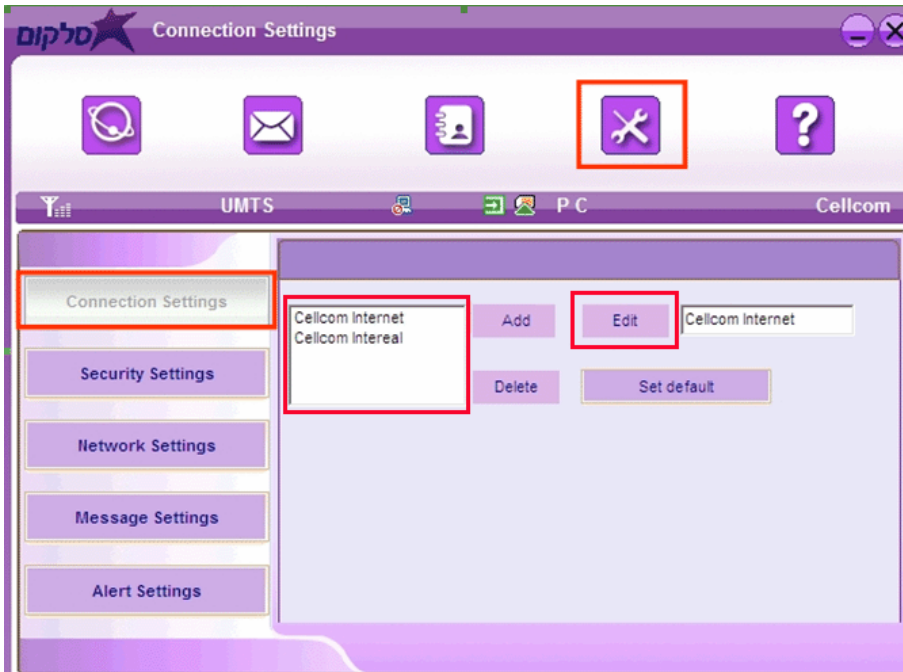 סלקום
Connection Settings
?
UMTS
P C
Cellcom
Connection Settings
Security Settings
Network Settings
Message Settings
Alert Settings
Cellcom Internet
Cellcom Intereal
Add
Edit
Cellcom Internet
Delete
Set default